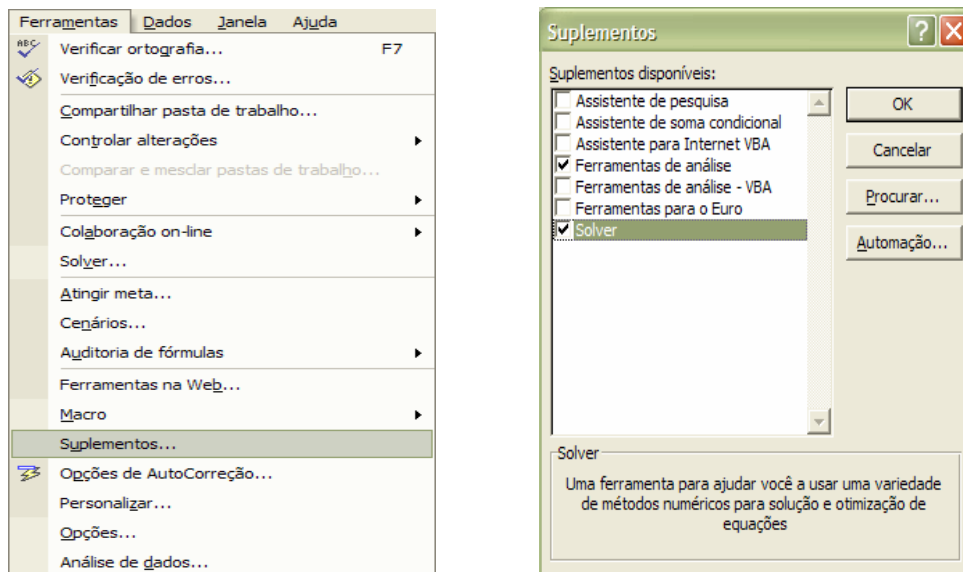 Ferramentas Dados Janela Ajuda
Verificar ortografia... F7
Verificação de erros...
Compartilhar pasta de trabalho...
Controlar alterações
Comparar e mesclar pastas de trabalho...
Proteger
Colaboração on-line
Solver...
Atingir meta...
Cenários...
Auditoria de fórmulas
Ferramentas na Web...
Macro
Suplementos...
Opções de AutoCorreção...
Personalizar...
Opções...
Análise de dados...
Suplementos
Suplementos disponíveis:
Assistente de pesquisa
Assistente de soma condicional
Assistente para Internet VBA
Ferramentas de análise
Ferramentas de análise - VBA
Ferramentas para o Euro
Solver
OK
Cancelar
Procurar...
Automação...
Solver
Uma ferramenta para ajudar você a usar uma variedade
de métodos numéricos para solução e otimização de
equações